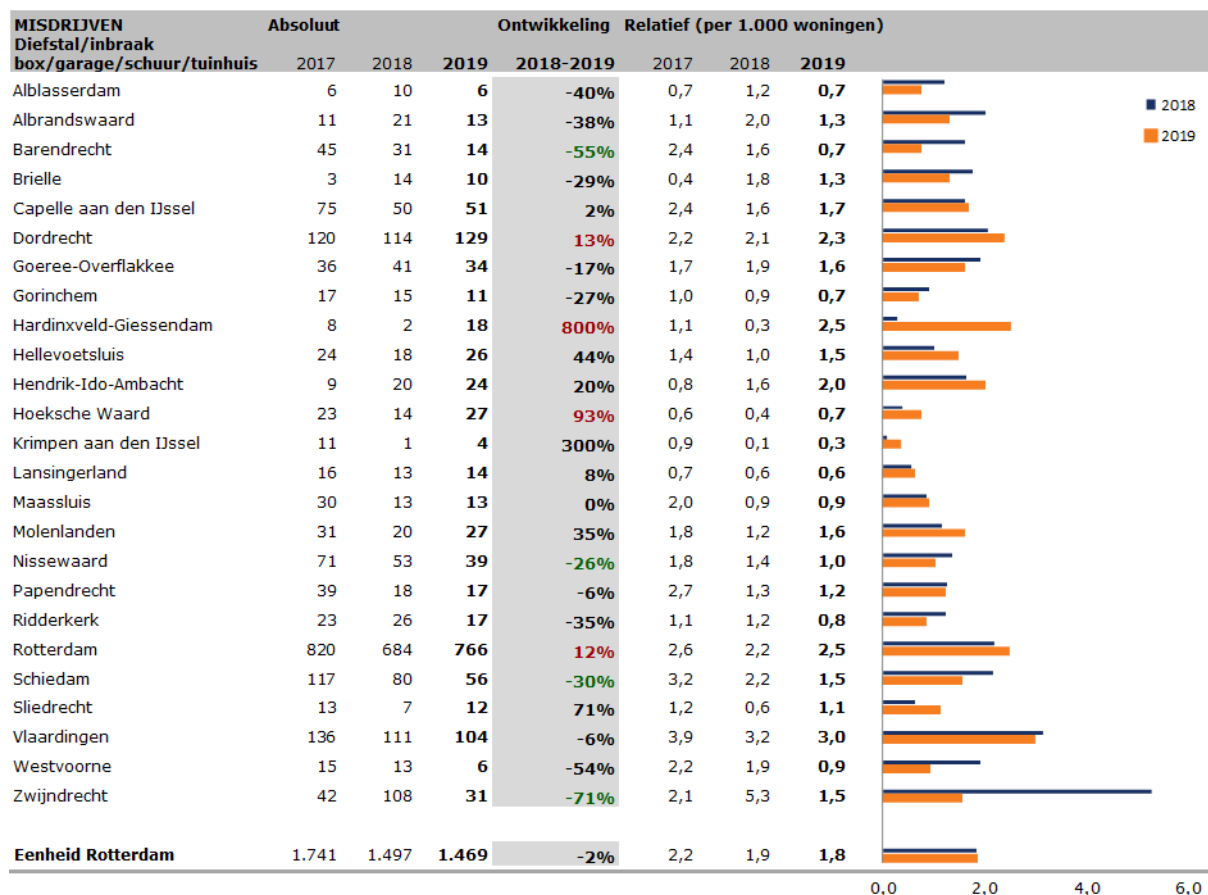 MISDRIJVEN Absoluut Ontwikkeling Relatief (per 1.000 woningen)
Diefstal/inbraak
box/garage/schuur/tuinhuis 2017 2018 2019 2018-2019 2017 2018 2019
Alblasserdam 6 10 6 -40% 0,7 1,2 0,7
2018
Albrandswaard 11 21 13 -38% 1,1 2,0 1,3
2019
Barendrecht 45 31 14 -55% 2,4 1,6 0,7
Brielle 3 14 10 -29% 0,4 1,8 1,3
Capelle aan den IJssel 75 50 51 2% 2,4 1,6 1,7
Dordrecht 120 114 129 13% 2,2 2,1 2,3
Goeree-Overflakkee 36 41 34 -17% 1,7 1,9 1,6
Gorinchem 17 15 11 -27% 1,0 0,9 0,7
Hardinxveld-Giessendam 8 2 18 800% 1,1 0,3 2,5
Hellevoetsluis 24 18 26 44% 1,4 1,0 1,5
Hendrik-Ido-Ambacht 9 20 24 20% 0,8 1,6 2,0
Hoeksche Waard 23 14 27 93% 0,6 0,4 0,7
Krimpen aan den IJssel 11 1 4 300% 0,9 0,1 0,3
Lansingerland 16 13 14 8% 0,7 0,6 0,6
Maassluis 30 13 13 0% 2,0 0,9 0,9
Molenlanden 31 20 27 35% 1,8 1,2 1,6
Nissewaard 71 53 39 -26% 1,8 1,4 1,0
Papendrecht 39 18 17 -6% 2,7 1,3 1,2
Ridderkerk 23 26 17 -35% 1,1 1,2 0,8
Rotterdam 820 684 766 12% 2,6 2,2 2,5
Schiedam 117 80 56 -30% 3,2 2,2 1,5
Sliedrecht 13 7 12 71% 1,2 0,6 1,1
Vlaardingen 136 111 104 -6% 3,9 3,2 3,0
Westvoorne 15 13 6 -54% 2,2 1,9 0,9
Zwijndrecht 42 108 31 -71% 2,1 5,3 1,5
Eenheid Rotterdam 1.741 1.497 1.469 -2% 2,2 1,9 1,8
0,0 2,0 4,0 6,0